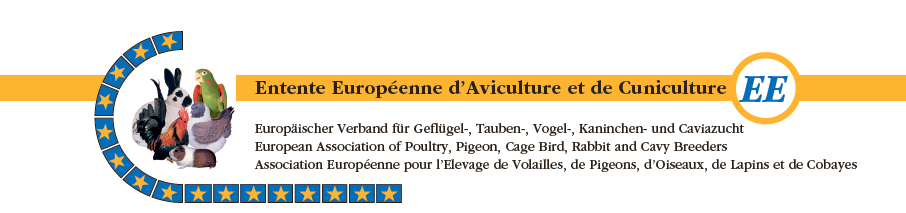 Entente Européenne d'Aviculture et de Cuniculture
EE
Europäischer Verband für Geflügel-, Tauben-, Vogel-, Kaninchen- und Caviazucht
European Association of Poultry, Pigeon, Cage Bird, Rabbit and Cavy Breeders
Association Européenne pour l'Elevage de Volailles, de Pigeons, d'Oiseaux, de Lapins et de Cobayes